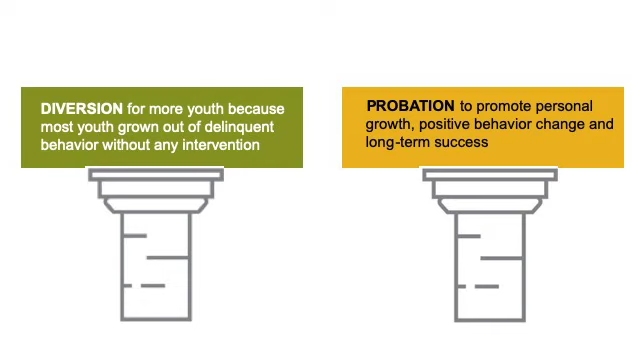 DIVERSION for more youth because
most youth grown out of delinquent
behavior without any intervention
PROBATION to promote personal
growth, positive behavior change and
long-term success